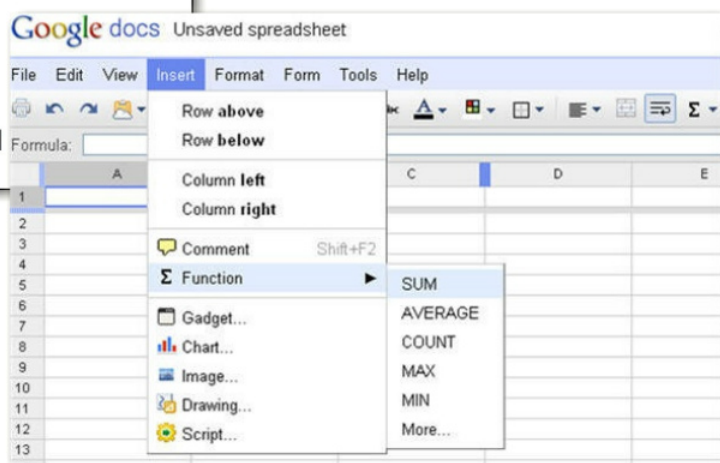 Google docs Unsaved spreadsheet
File Edit View Insert Format Form Tools Help
Formula:
A C D E
Row above
Row below
Column left
Column right
Comment Shift+F2
Σ Function
Gadget...
Chart...
Image...
Drawing...
Script...
SUM
AVERAGE
COUNT
MAX
MIN
More...
A Σ
1
2
3
4
5
6
7
8
9
10
11
12
13